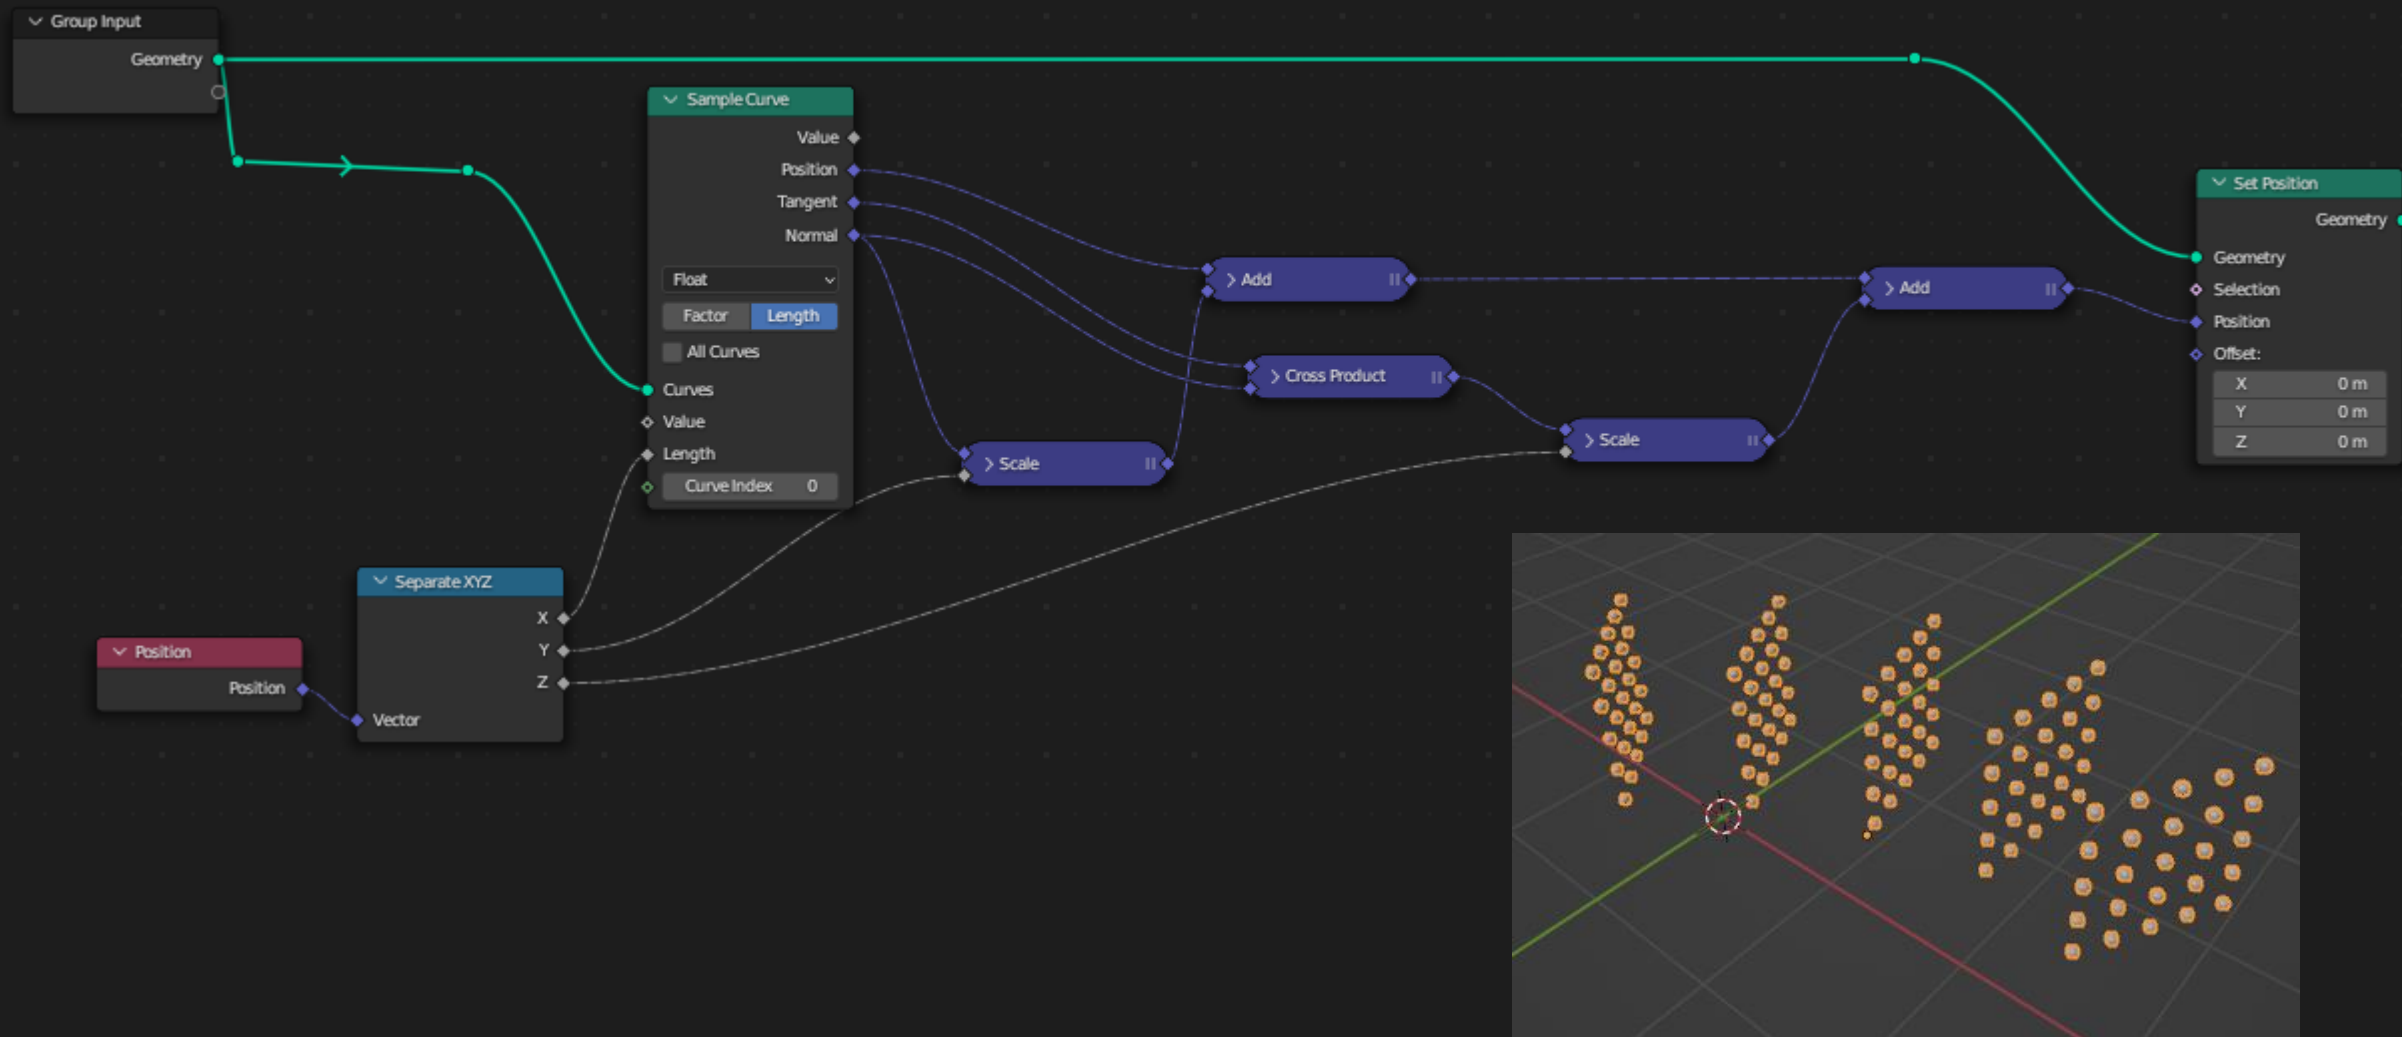 Group Input
Geometry
Sample Curve
Value
Position
Tangent
Normal
Float
Factor Length
All Curves
Curves
Value
Length
Curve Index 0
Add
Cross Product
Scale
Scale
Add
Set Position
Geometry
Geometry
Selection
Position
Offset:
X 0 m
Y 0 m
Z 0 m
Separate XYZ
X
Y
Z
Vector
Position
Position